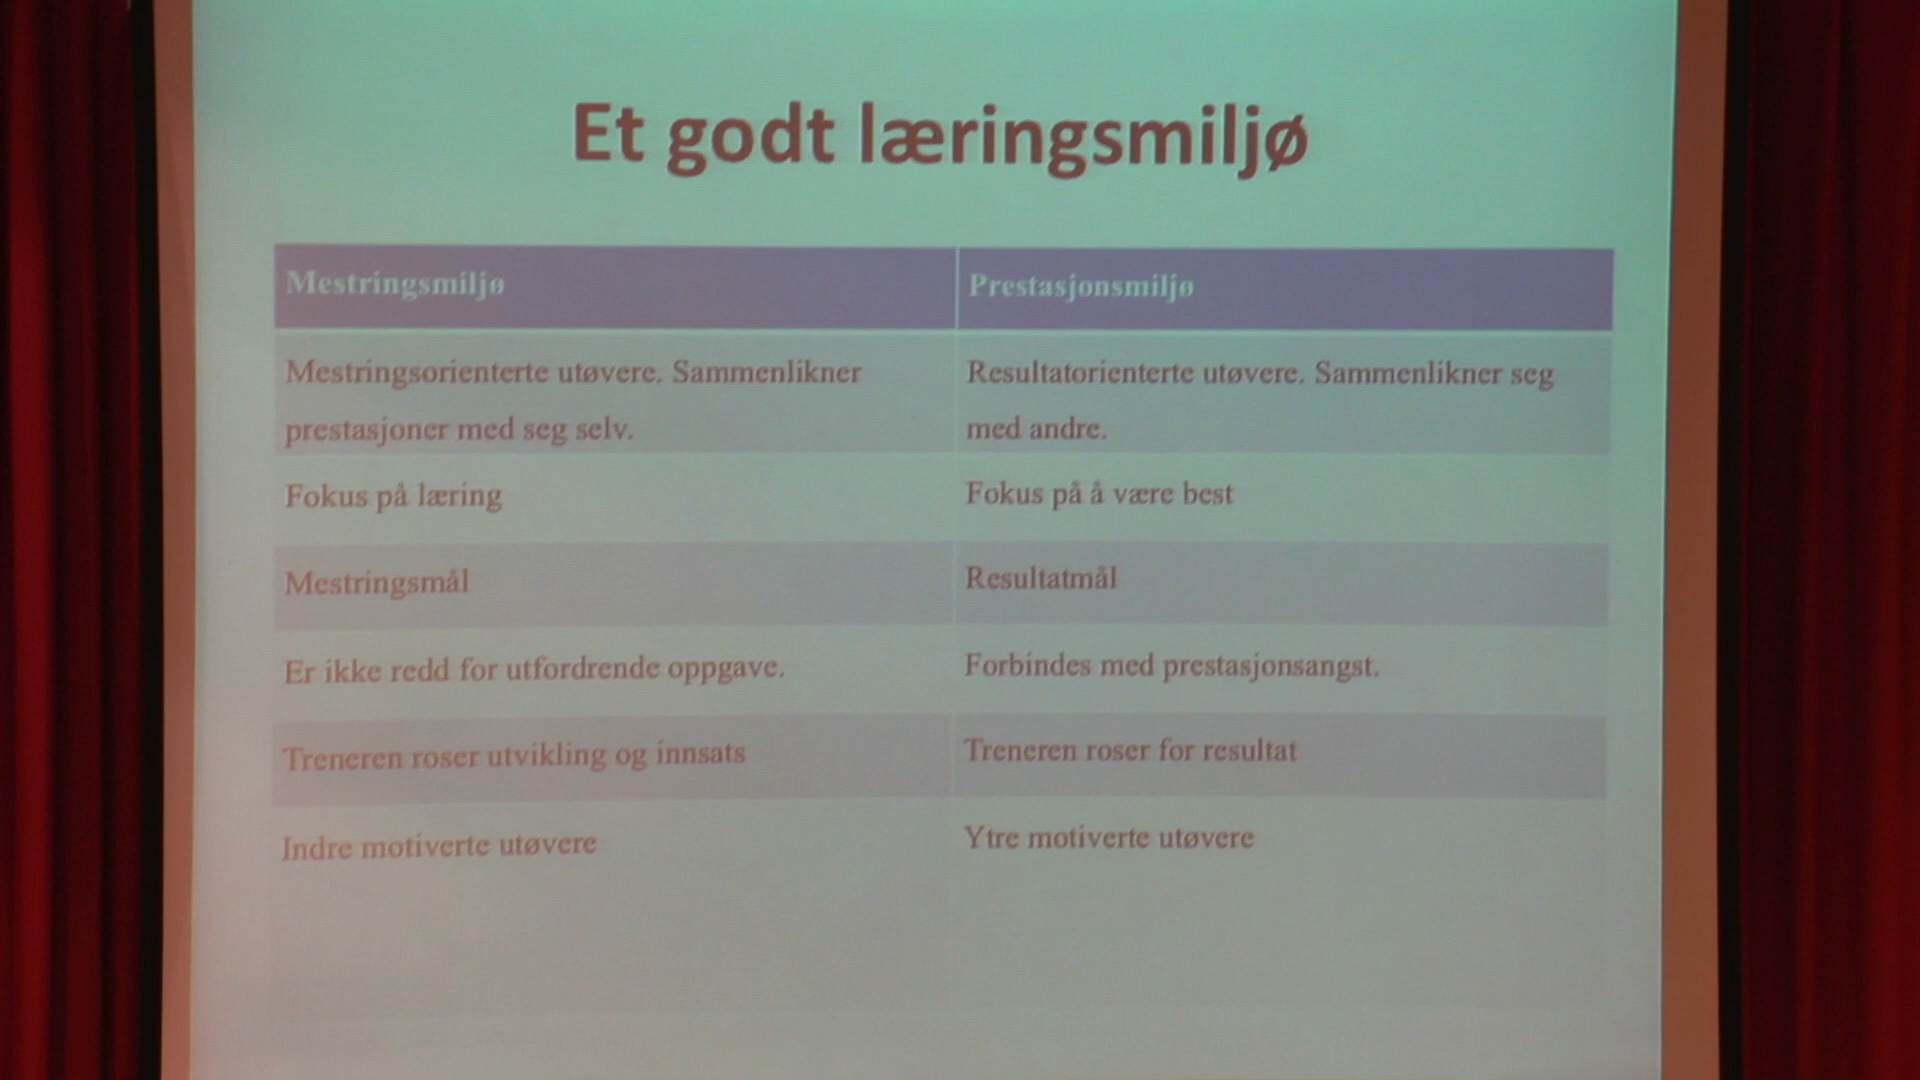 Et godt læringsmiljø
Mestringsmiljø
Prestasjonsmiljø
Mestringsorienterte utøvere. Sammenlikner
prestasjoner med seg selv.
Resultatorienterte utøvere. Sammenlikner seg
med andre.
Fokus på læring
Fokus på å være best
Mestringsmål
Resultatmål
Er ikke redd for utfordrende oppgave.
Forbindes med prestasjonsangst.
Treneren roser utvikling og innsats
Treneren roser for resultat
Indre motiverte utøvere
Ytre motiverte utøvere